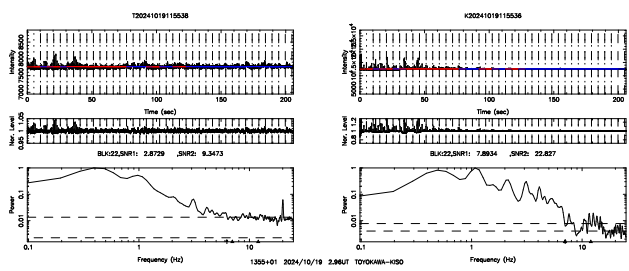 T20241019115538
K20241019115536
Intensity
7000 7500 8000 8500
0 50 100 150 200
Time (sec)
Intensity
0 50 100 150 200
Time (sec)
Nor. Level
0.95 1 1.05
BLK:22,SNR1: 2.8729 ,SNR2: 9.3473
Nor. Level
0.8 1 1.2
BLK:22,SNR1: 7.8934 ,SNR2: 22.827
Power
0.01 0.1 1
0.1 1 10
Frequency (Hz)
Power
0.01 0.1 1
0.1 1 10
Frequency (Hz)
1355+01 2024/10/19 2.96UT TOYOKAWA-KISO